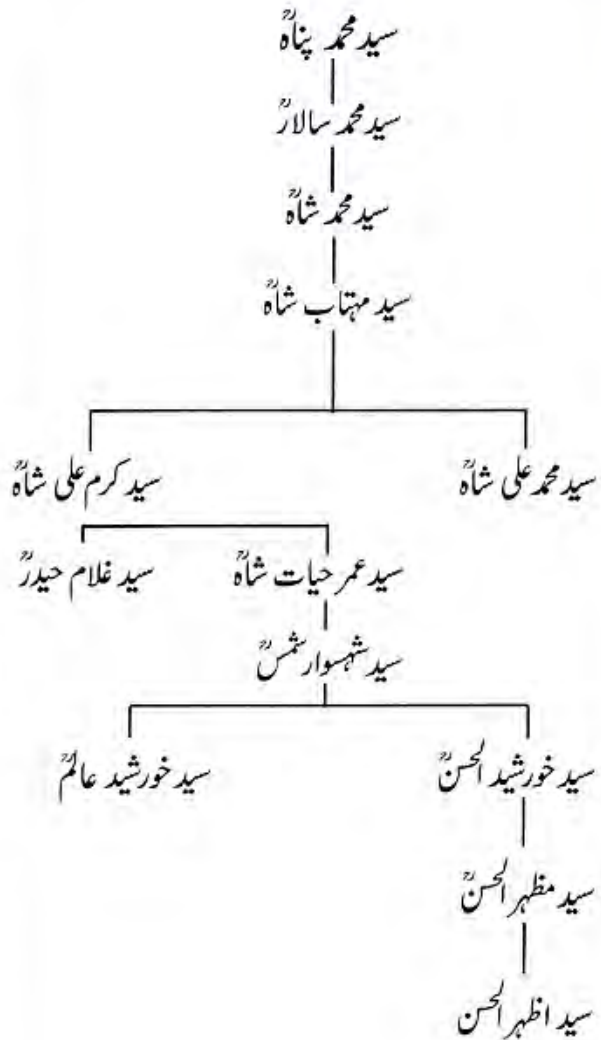 سید محمد پناہؒ
سید محمد سالارؒ
سید محمد شاہؒ
سید مہتاب شاہؒ
سید محمد علی شاہؒ سید کرم علی شاہؒ
سید عمر حیات شاہؒ سید غلام حیدرؒ
سید شہسوار شمسؒ
سید خورشید الحسنؒ سید خورشید عالمؒ
سید مظہر الحسنؒ
سید اظہر الحسن